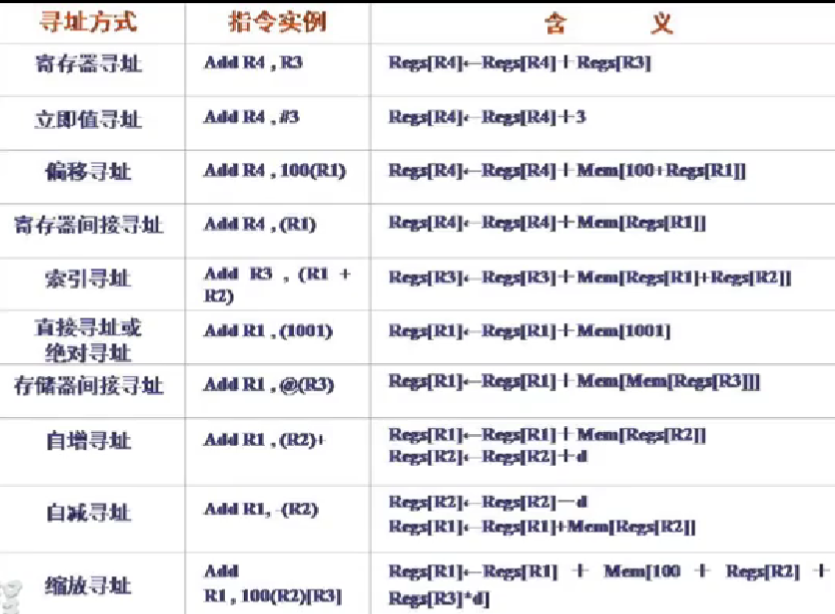 寻址方式 指令实例 含 义
寄存器寻址 Add R4 , R3 Regs[R4]←Regs[R4]＋Regs[R3]
立即值寻址 Add R4 , #3 Regs[R4]←Regs[R4]＋3
偏移寻址 Add R4 , 100(R1) Regs[R4]←Regs[R4]＋Mem[100+Regs[R1]]
寄存器间接寻址 Add R4 , (R1) Regs[R4]←Regs[R4]＋Mem[Regs[R1]]
索引寻址 Add R3 , (R1 + Regs[R3]←Regs[R3]＋Mem[Regs[R1]+Regs[R2]]
R2)
直接寻址或 Add R1 , (1001) Regs[R1]←Regs[R1]＋Mem[1001]
绝对寻址
存储器间接寻址 Add R1 , @(R3) Regs[R1]←Regs[R1]＋Mem[Mem[Regs[R3]]]
自增寻址 Add R1 , (R2)+ Regs[R1]←Regs[R1]＋Mem[Regs[R2]]
Regs[R2]←Regs[R2]＋d
自减寻址 Add R1, -(R2) Regs[R2]←Regs[R2]－d
Regs[R1]←Regs[R1]+Mem[Regs[R2]]
缩放寻址 Add Regs[R1]←Regs[R1] ＋ Mem[100 ＋ Regs[R2] ＋
R1 , 100(R2)[R3] Regs[R3]*d]